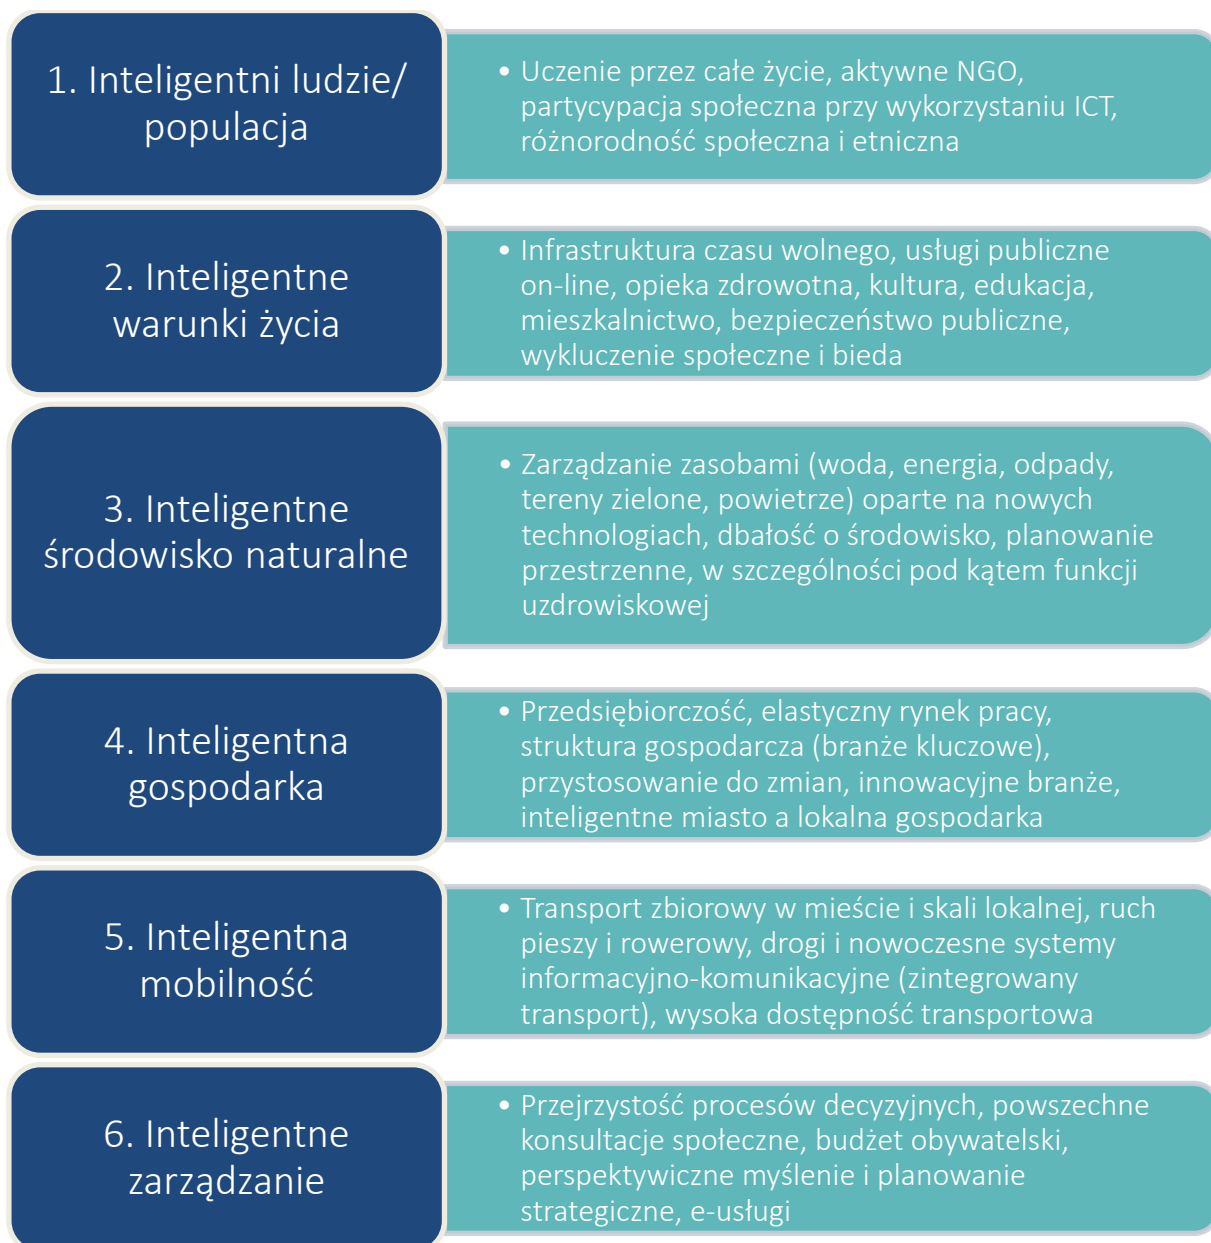 1. Inteligentni ludzie/
populacja
• Uczenie przez całe życie, aktywne NGO,
partycypacja społeczna przy wykorzystaniu ICT,
różnorodność społeczna i etniczna
2. Inteligentne
warunki życia
• Infrastruktura czasu wolnego, usługi publiczne
on-line, opieka zdrowotna, kultura, edukacja,
mieszkalnictwo, bezpieczeństwo publiczne,
wykluczenie społeczne i bieda
3. Inteligentne
środowisko naturalne
• Zarządzanie zasobami (woda, energia, odpady,
tereny zielone, powietrze) oparte na nowych
technologiach, dbałość o środowisko, planowanie
przestrzenne, w szczególności pod kątem funkcji
uzdrowiskowej
4. Inteligentna
gospodarka
• Przedsiębiorczość, elastyczny rynek pracy,
struktura gospodarcza (branże kluczowe),
przystosowanie do zmian, innowacyjne branże,
inteligentne miasto a lokalna gospodarka
5. Inteligentna
mobilność
• Transport zbiorowy w mieście i skali lokalnej, ruch
pieszy i rowerowy, drogi i nowoczesne systemy
informacyjno-komunikacyjne (zintegrowany
transport), wysoka dostępność transportowa
6. Inteligentne
zarządzanie
• Przejrzystość procesów decyzyjnych, powszechne
konsultacje społeczne, budżet obywatelski,
perspektywiczne myślenie i planowanie
strategiczne, e-usługi